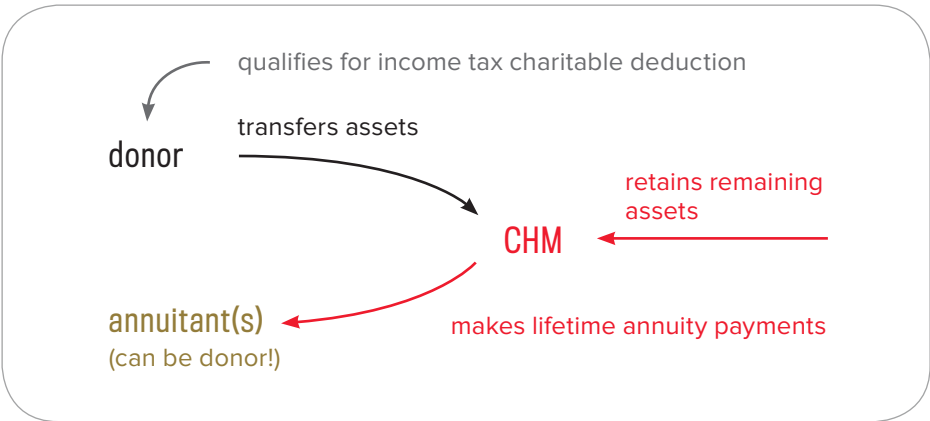 qualifies for income tax charitable deduction
transfers assets
donor
retains remaining
assets
CHM
annuitant(s)
makes lifetime annuity payments
(can be donor!)